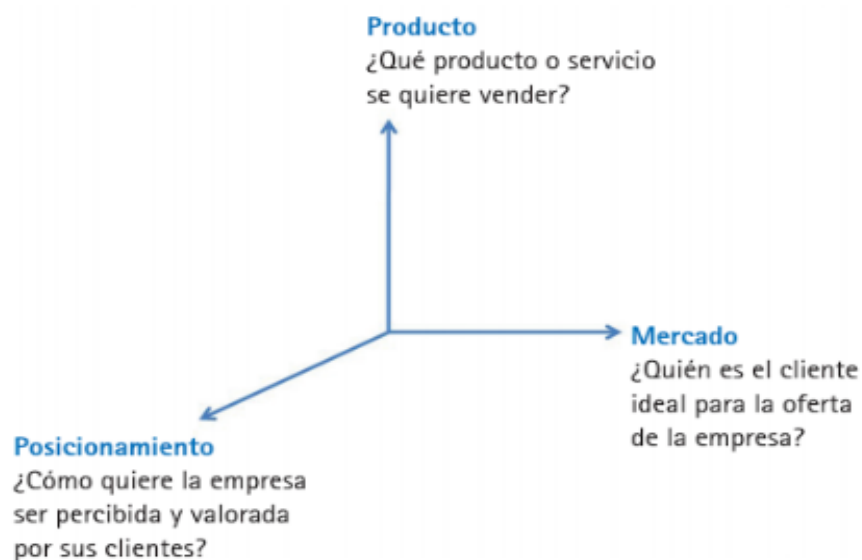 Producto
¿Qué producto o servicio
se quiere vender?
Mercado
¿Quién es el cliente
ideal para la oferta
de la empresa?
Posicionamiento
¿Cómo quiere la empresa
ser percibida y valorada
por sus clientes?